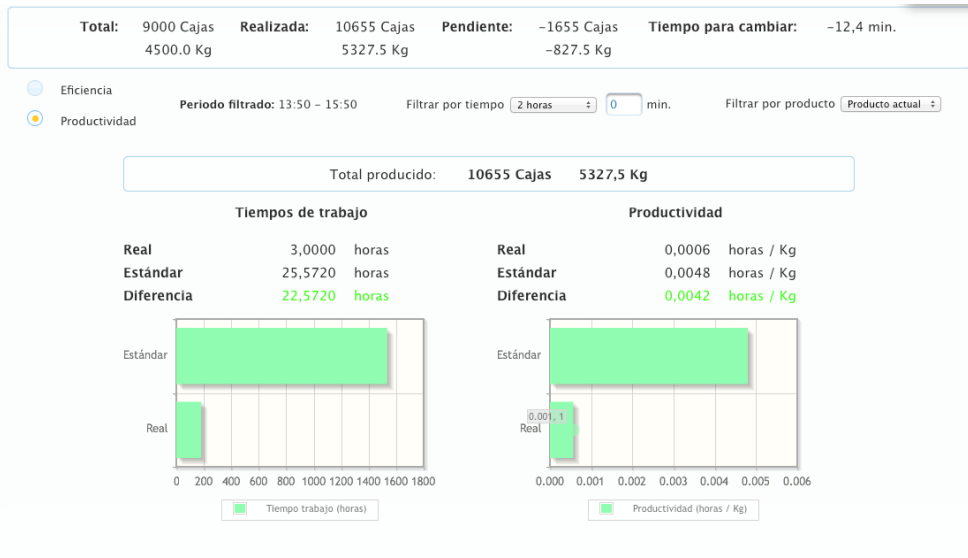 Total: 9000 Cajas Realizada: 10655 Cajas Pendiente: -1655 Cajas Tiempo para cambiar: -12,4 min.
4500.0 Kg 5327.5 Kg -827.5 Kg
Eficiencia
Periodo filtrado: 13:50 - 15:50 Filtrar por tiempo 2 horas 0 min. Filtrar por producto Producto actual
Productividad
Total producido: 10655 Cajas 5327,5 Kg
Tiempos de trabajo Productividad
Real 3,0000 horas Real 0,0006 horas / Kg
Estándar 25,5720 horas Estándar 0,0048 horas / Kg
Diferencia 22,5720 horas Diferencia 0,0042 horas / Kg
Estándar Estándar
0.001, 1
Real Real
0 200 400 600 800 1000 1200 1400 1600 1800 0.000 0.001 0.002 0.003 0.004 0.005 0.006
Tiempo trabajo (horas) Productividad (horas / Kg)